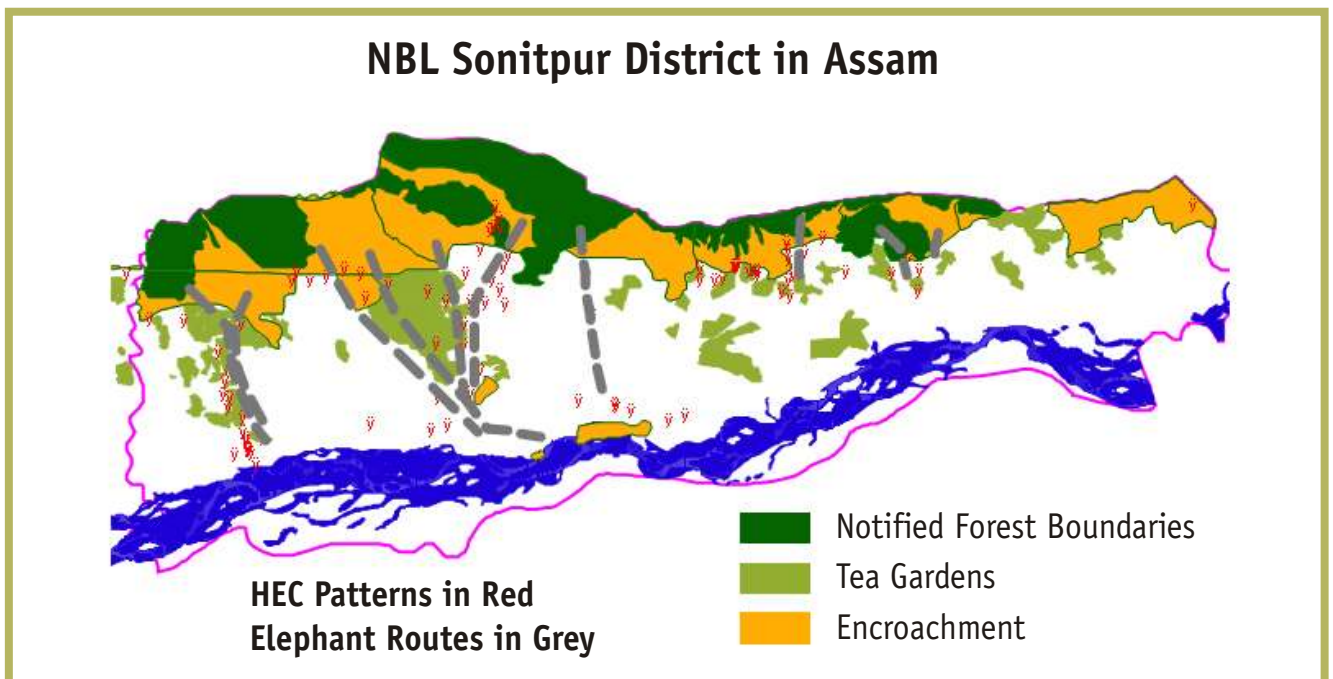 NBL Sonitpur District in Assam
Notified Forest Boundaries
Tea Gardens
Encroachment
HEC Patterns in Red
Elephant Routes in Grey